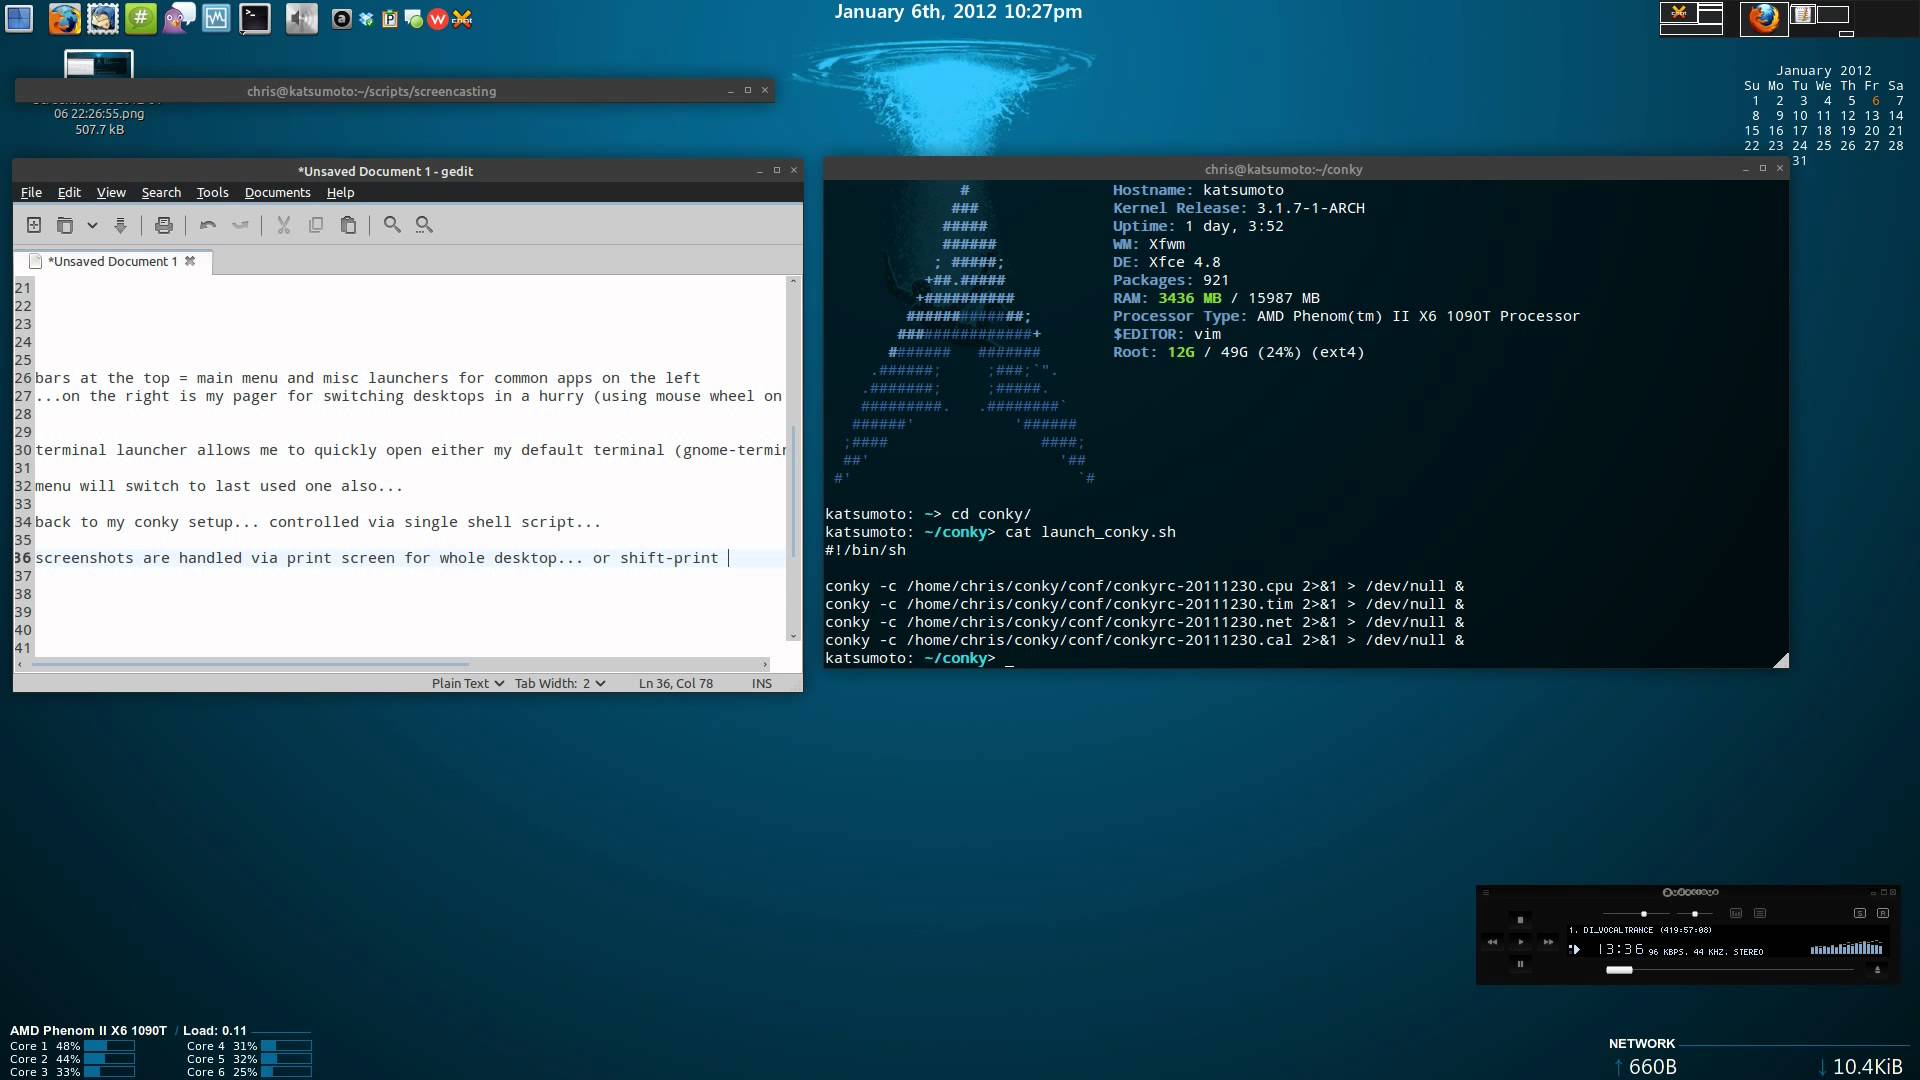 January 6th, 2012 10:27pm
chris@katsumoto:~/scripts/screencasting
06 22:26:55.png
507.7 kB
January 2012
Su Mo Tu We Th Fr Sa
1 2 3 4 5 6 7
8 9 10 11 12 13 14
15 16 17 18 19 20 21
22 23 24 25 26 27 28
31
*Unsaved Document 1 - gedit
File Edit View Search Tools Documents Help
*Unsaved Document 1
21
22
23
24
25
26 bars at the top = main menu and misc launchers for common apps on the left
27 ...on the right is my pager for switching desktops in a hurry (using mouse wheel on
28
29
30 terminal launcher allows me to quickly open either my default terminal (gnome-termin
31
32 menu will switch to last used one also...
33
34 back to my conky setup... controlled via single shell script...
35
36 screenshots are handled via print screen for whole desktop... or shift-print
37
38
39
40
41
Plain Text Tab Width: 2 Ln 36, Col 78 INS
chris@katsumoto:~/conky
Hostname: katsumoto
Kernel Release: 3.1.7-1-ARCH
Uptime: 1 day, 3:52
WM: Xfwm
DE: Xfce 4.8
Packages: 921
RAM: 3436 MB / 15987 MB
Processor Type: AMD Phenom(tm) II X6 1090T Processor
$EDITOR: vim
Root: 12G / 49G (24%) (ext4)
katsumoto: ~> cd conky/
katsumoto: ~/conky> cat launch_conky.sh
#!/bin/sh
conky -c /home/chris/conky/conf/conkyrc-20111230.cpu 2>&1 > /dev/null &
conky -c /home/chris/conky/conf/conkyrc-20111230.tim 2>&1 > /dev/null &
conky -c /home/chris/conky/conf/conkyrc-20111230.net 2>&1 > /dev/null &
conky -c /home/chris/conky/conf/conkyrc-20111230.cal 2>&1 > /dev/null &
katsumoto: ~/conky> _
audacious
1. DI_VOCALTRANCE (419:57:08)
13:36 96 KBPS, 44 KHZ, STEREO
AMD Phenom II X6 1090T / Load: 0.11
Core 1 48% Core 4 31%
Core 2 44% Core 5 32%
Core 3 33% Core 6 25%
NETWORK
↑ 660B ↓ 10.4KiB